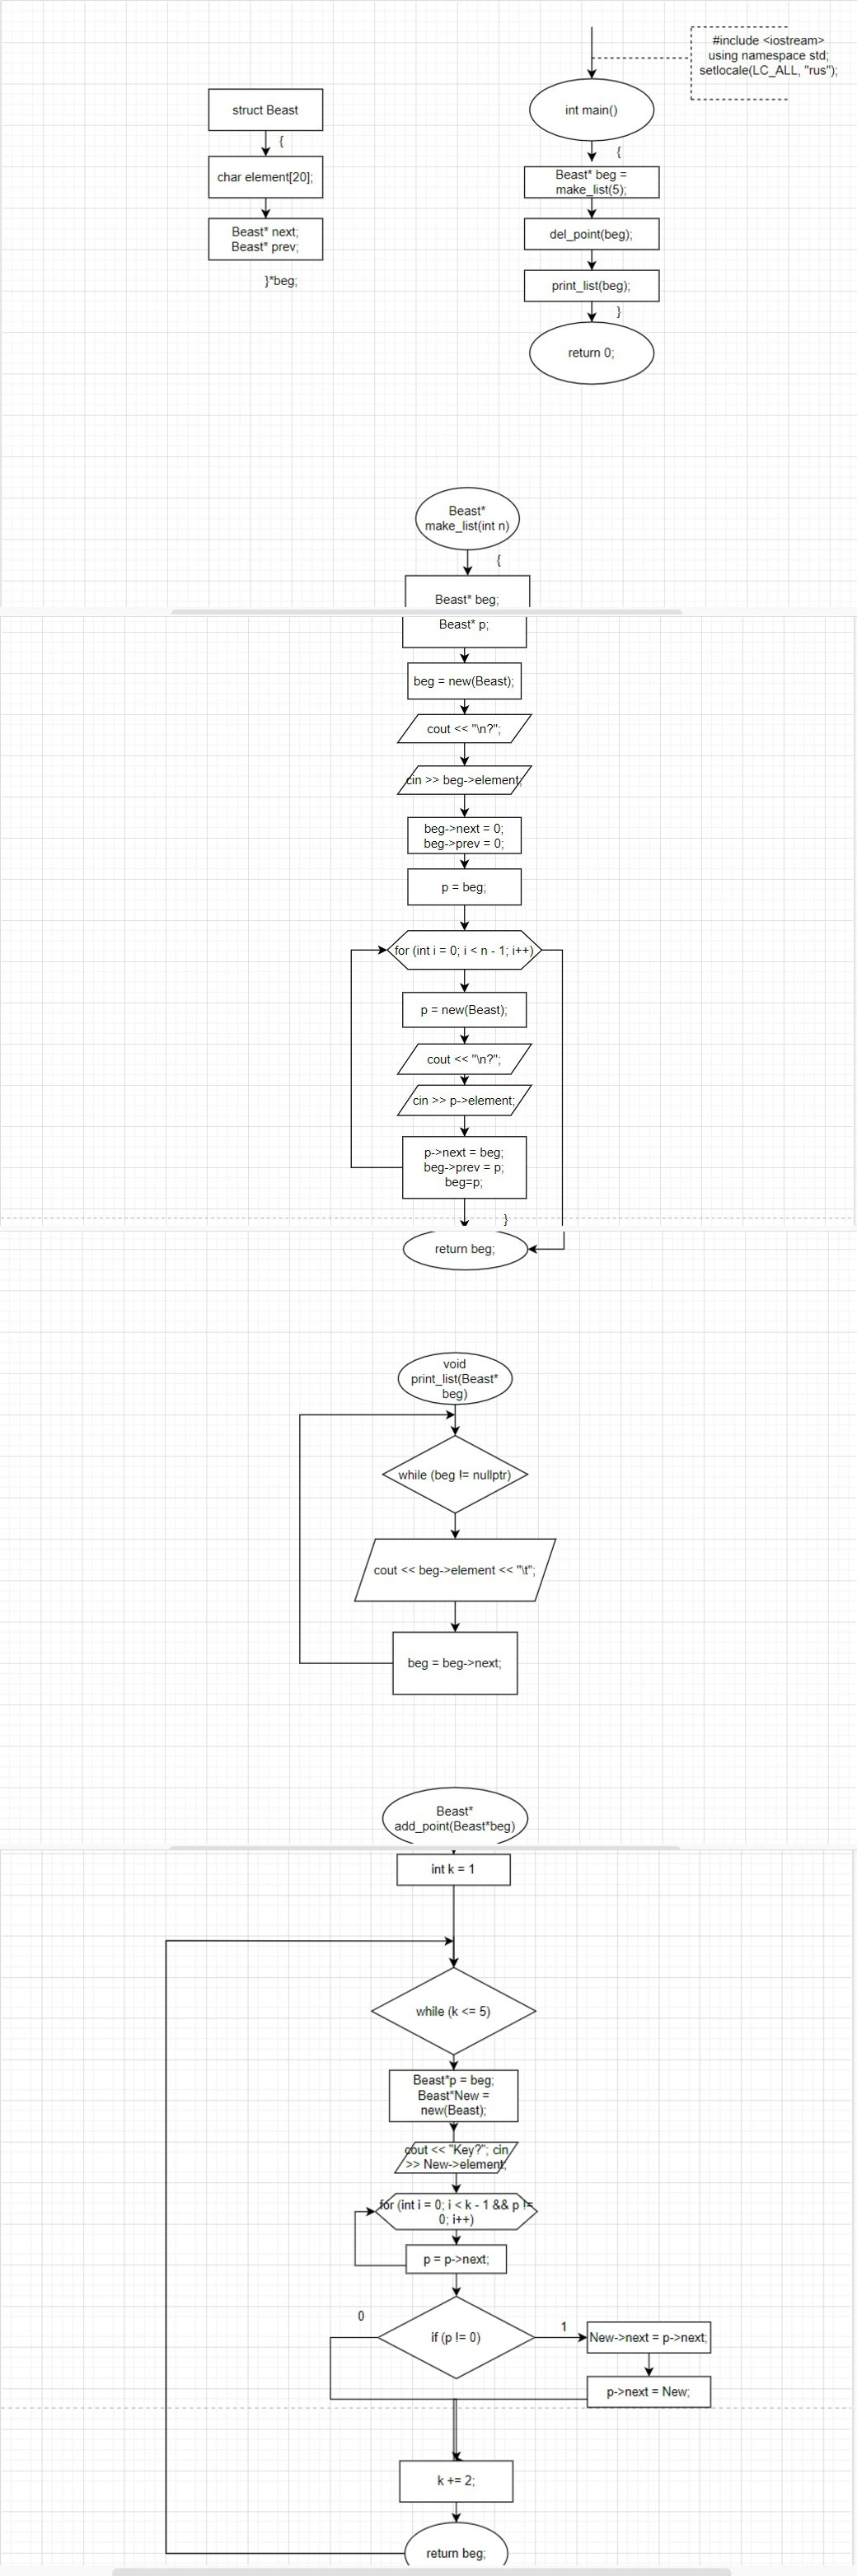 #include <iostream>
using namespace std;
setlocale(LC_ALL, "rus");
struct Beast
{
char element[20];
Beast* next;
Beast* prev;
}*beg;
int main()
{
Beast* beg =
make_list(5);
del_point(beg);
print_list(beg);
}
return 0;
Beast*
make_list(int n)
{
Beast* beg;
Beast* p;
beg = new(Beast);
cout << "\n?";
cin >> beg->element;
beg->next = 0;
beg->prev = 0;
p = beg;
for (int i = 0; i < n - 1; i++)
p = new(Beast);
cout << "\n?";
cin >> p->element;
p->next = beg;
beg->prev = p;
beg=p;
}
return beg;
void
print_list(Beast*
beg)
while (beg != nullptr)
cout << beg->element << "\t";
beg = beg->next;
Beast*
add_point(Beast*beg)
int k = 1
while (k <= 5)
Beast*p = beg;
Beast*New =
new(Beast);
cout << "Key?"; cin
>> New->element;
for (int i = 0; i < k - 1 && p !=
0; i++)
p = p->next;
if (p != 0)
0
1
New->next = p->next;
p->next = New;
k += 2;
return beg;